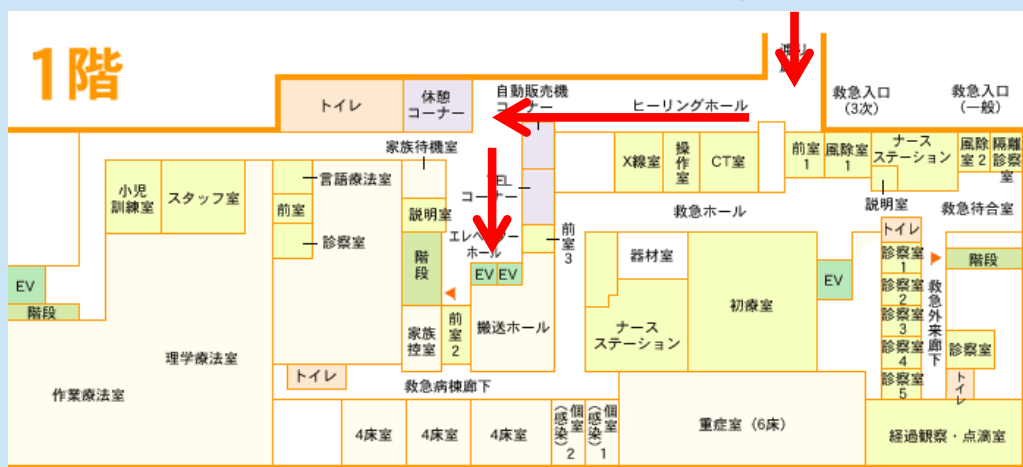 1階
渡り
トイレ
休憩
コーナー
自動販売機
コーナー
ヒーリングホール
救急入口
(3次)
救急入口
(一般)
家族待機室
X線室
操作室
CT室
前室
1
風除室
1
ナース
ステーション
風除室2
隔離診察室
小児
訓練室
スタッフ室
言語療法室
前室
診察室
説明室
TEL
コーナー
エレベーター
ホール
前室3
救急ホール
説明室
救急待合室
トイレ
階段
EV
EV
EV
器材室
EV
診察室
1
診察室
2
診察室
3
診察室
4
診察室
5
救急外来廊下
階段
階段
理学療法室
作業療法室
家族
控室
前室2
搬送ホール
ナース
ステーション
初療室
診察室
トイレ
トイレ
救急病棟廊下
4床室
4床室
4床室
個室(感染)2
個室(感染)1
重症室(6床)
経過観察・点滴室